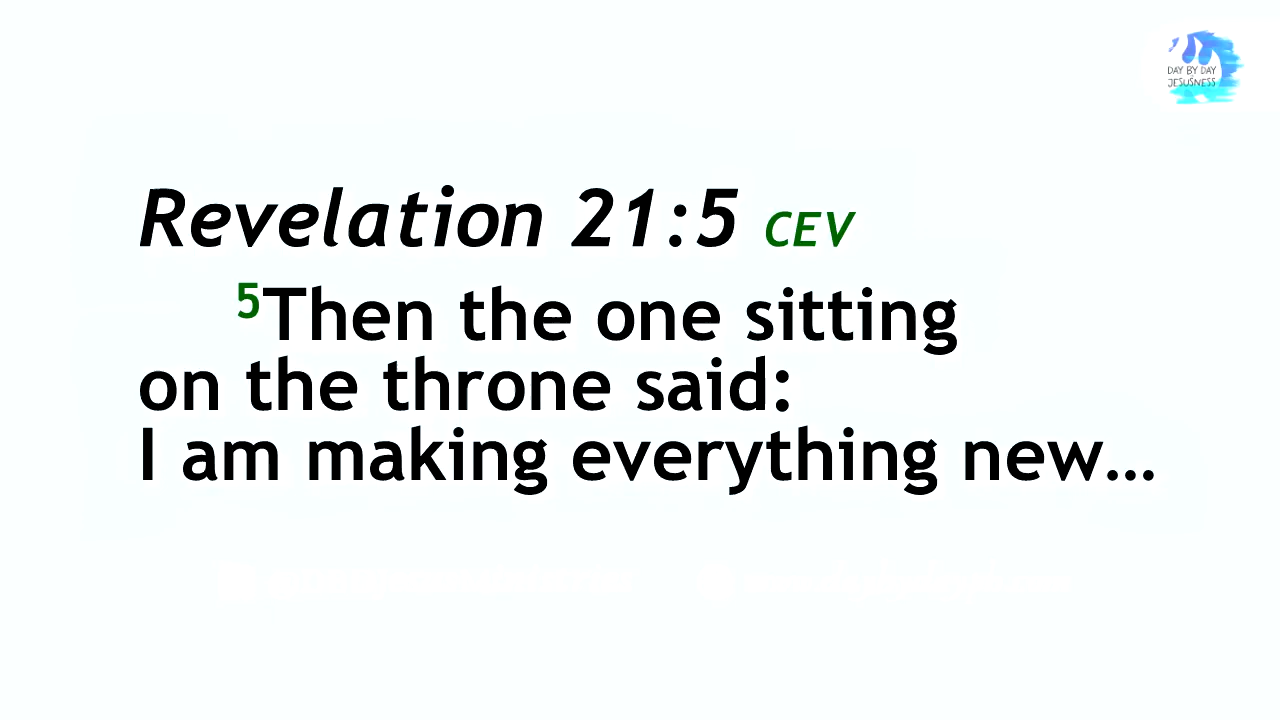 DAY BY DAY
JESUSNESS
Revelation 21:5 CEV
5Then the one sitting
on the throne said:
I am making everything new…